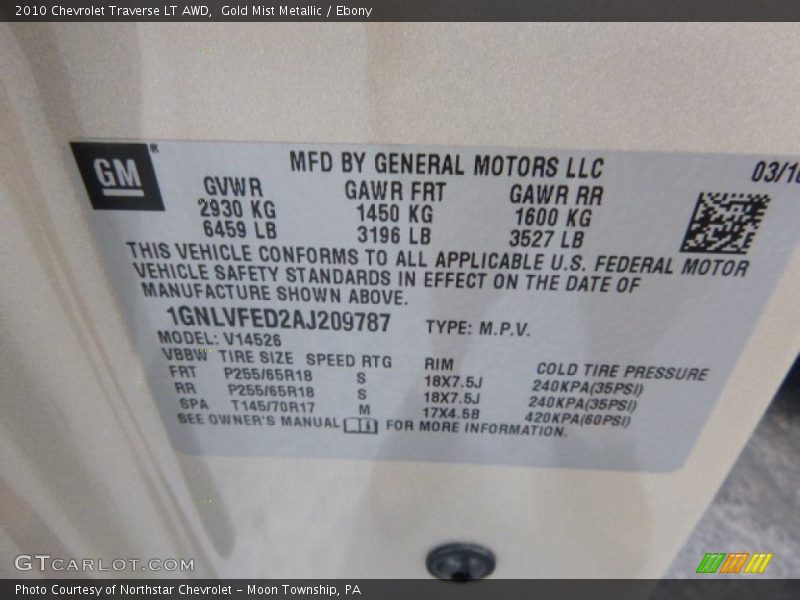 2010 Chevrolet Traverse LT AWD,  Gold Mist Metallic / Ebony
GM®
MFD BY GENERAL MOTORS LLC
03/10
GVWR GAWR FRT GAWR RR
2930 KG 1450 KG 1600 KG
6459 LB 3196 LB 3527 LB
THIS VEHICLE CONFORMS TO ALL APPLICABLE U.S. FEDERAL MOTOR
VEHICLE SAFETY STANDARDS IN EFFECT ON THE DATE OF
MANUFACTURE SHOWN ABOVE.
1GNLVFED2AJ209787 TYPE: M.P.V.
MODEL: V14526
VBBW TIRE SIZE SPEED RTG RIM COLD TIRE PRESSURE
FRT P255/65R18 S 18X7.5J 240KPA(35PSI)
RR P255/65R18 S 18X7.5J 240KPA(35PSI)
SPA T145/70R17 M 17X4.5B 420KPA(60PSI)
SEE OWNER'S MANUAL FOR MORE INFORMATION.
GTCARLOT.COM
Photo Courtesy of Northstar Chevrolet – Moon Township, PA